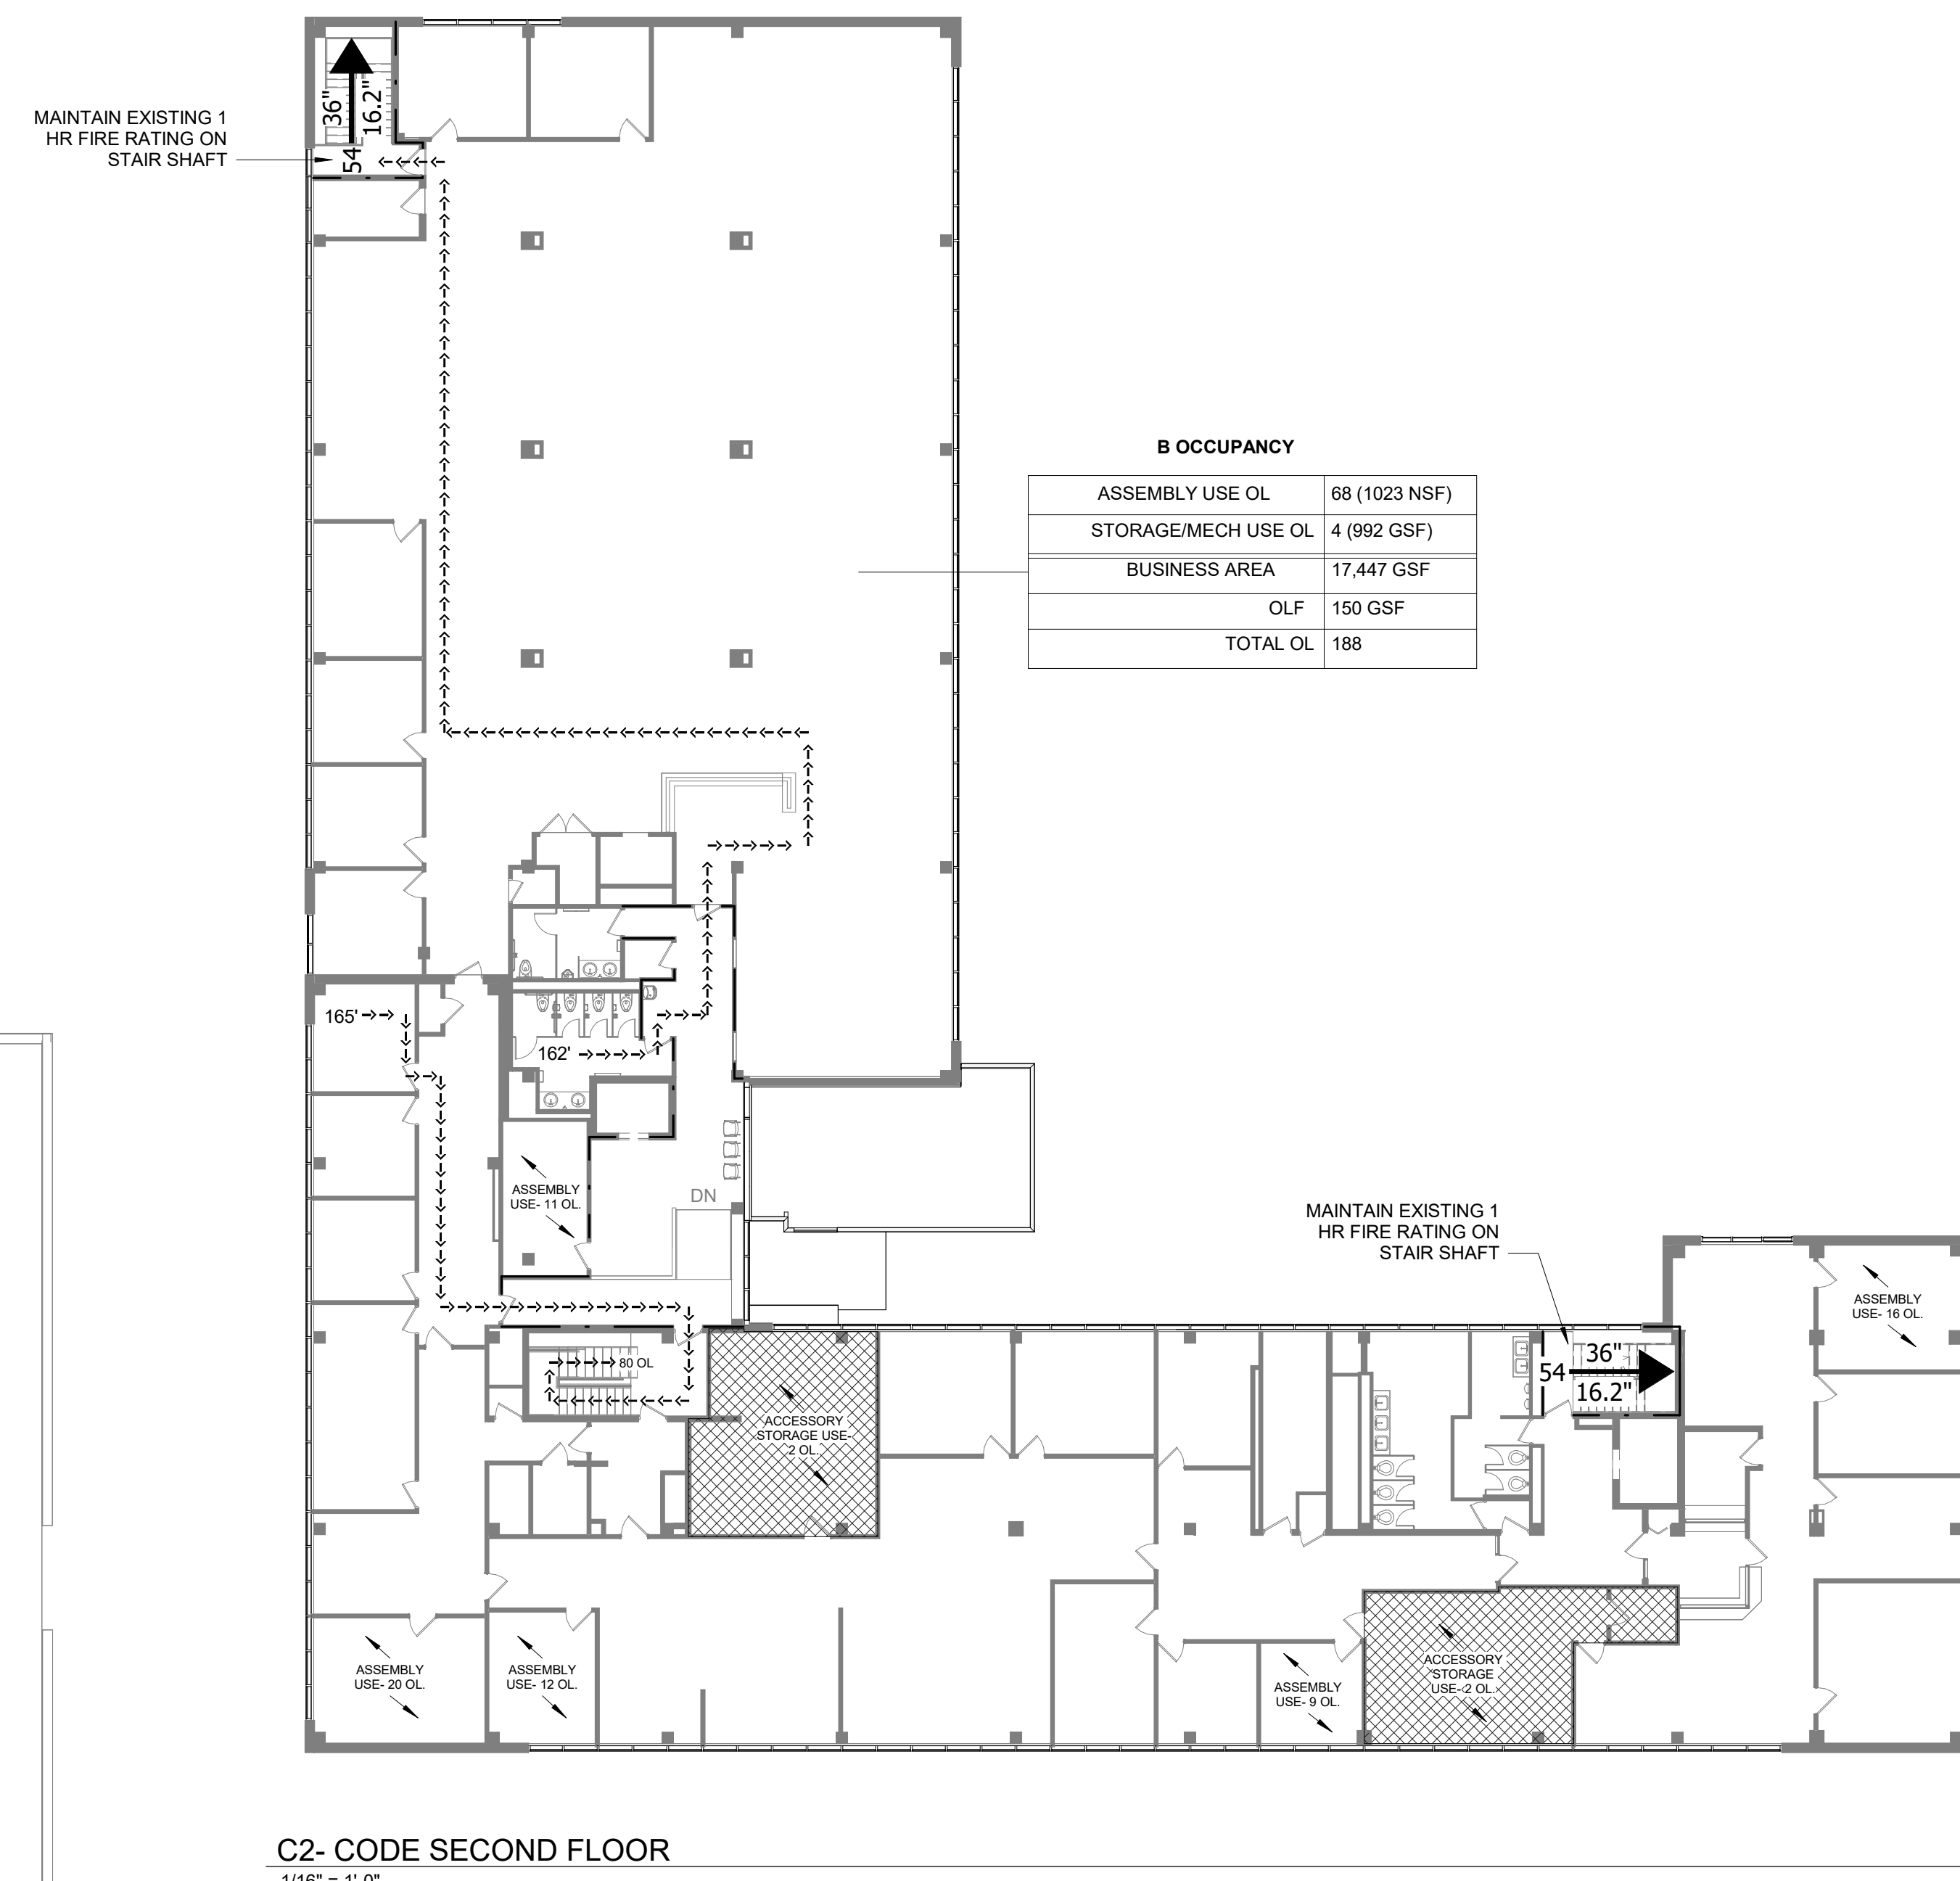 36"
16.2"
54
MAINTAIN EXISTING 1
HR FIRE RATING ON
STAIR SHAFT
B OCCUPANCY
ASSEMBLY USE OL 68 (1023 NSF)
STORAGE/MECH USE OL 4 (992 GSF)
BUSINESS AREA 17,447 GSF
OLF 150 GSF
TOTAL OL 188
165'
162'
ASSEMBLY
USE- 11 OL.
DN
MAINTAIN EXISTING 1
HR FIRE RATING ON
STAIR SHAFT
ASSEMBLY
USE- 16 OL.
80 OL
36"
54
16.2"
ACCESSORY
STORAGE USE-
2 OL.
ASSEMBLY
USE- 20 OL.
ASSEMBLY
USE- 12 OL.
ASSEMBLY
USE- 9 OL.
ACCESSORY
STORAGE
USE- 2 OL.
C2- CODE SECOND FLOOR
1/16" = 1'-0"